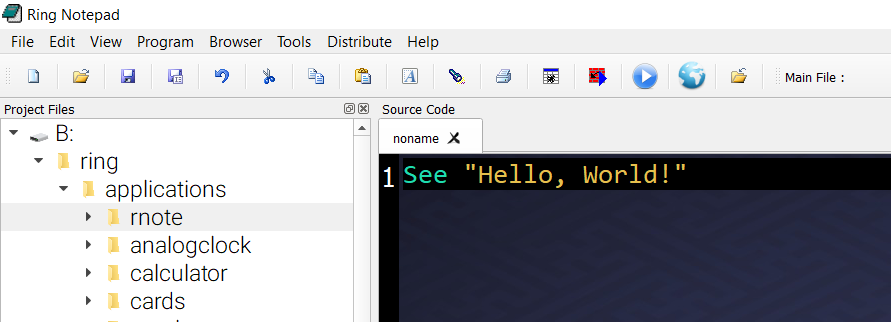 Ring Notepad
File Edit View Program Browser Tools Distribute Help
Main File :
Project Files
Source Code
B:
noname
ring
1 See "Hello, World!"
applications
rnote
analogclock
calculator
cards